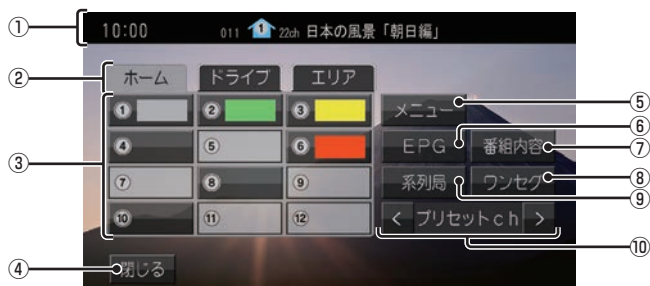 ① 10:00 011 1 22ch 日本の風景「朝日編」
② ホーム ドライブ エリア
① ② ③ メニュー ⑤
④ ⑤ ⑥ EPG 番組内容 ⑥ ⑦
③
⑦ ⑧ ⑨ 系列局 ワンセグ ⑧ ⑨
⑩ ⑪ ⑫ < プリセットch > ⑩
④ 閉じる